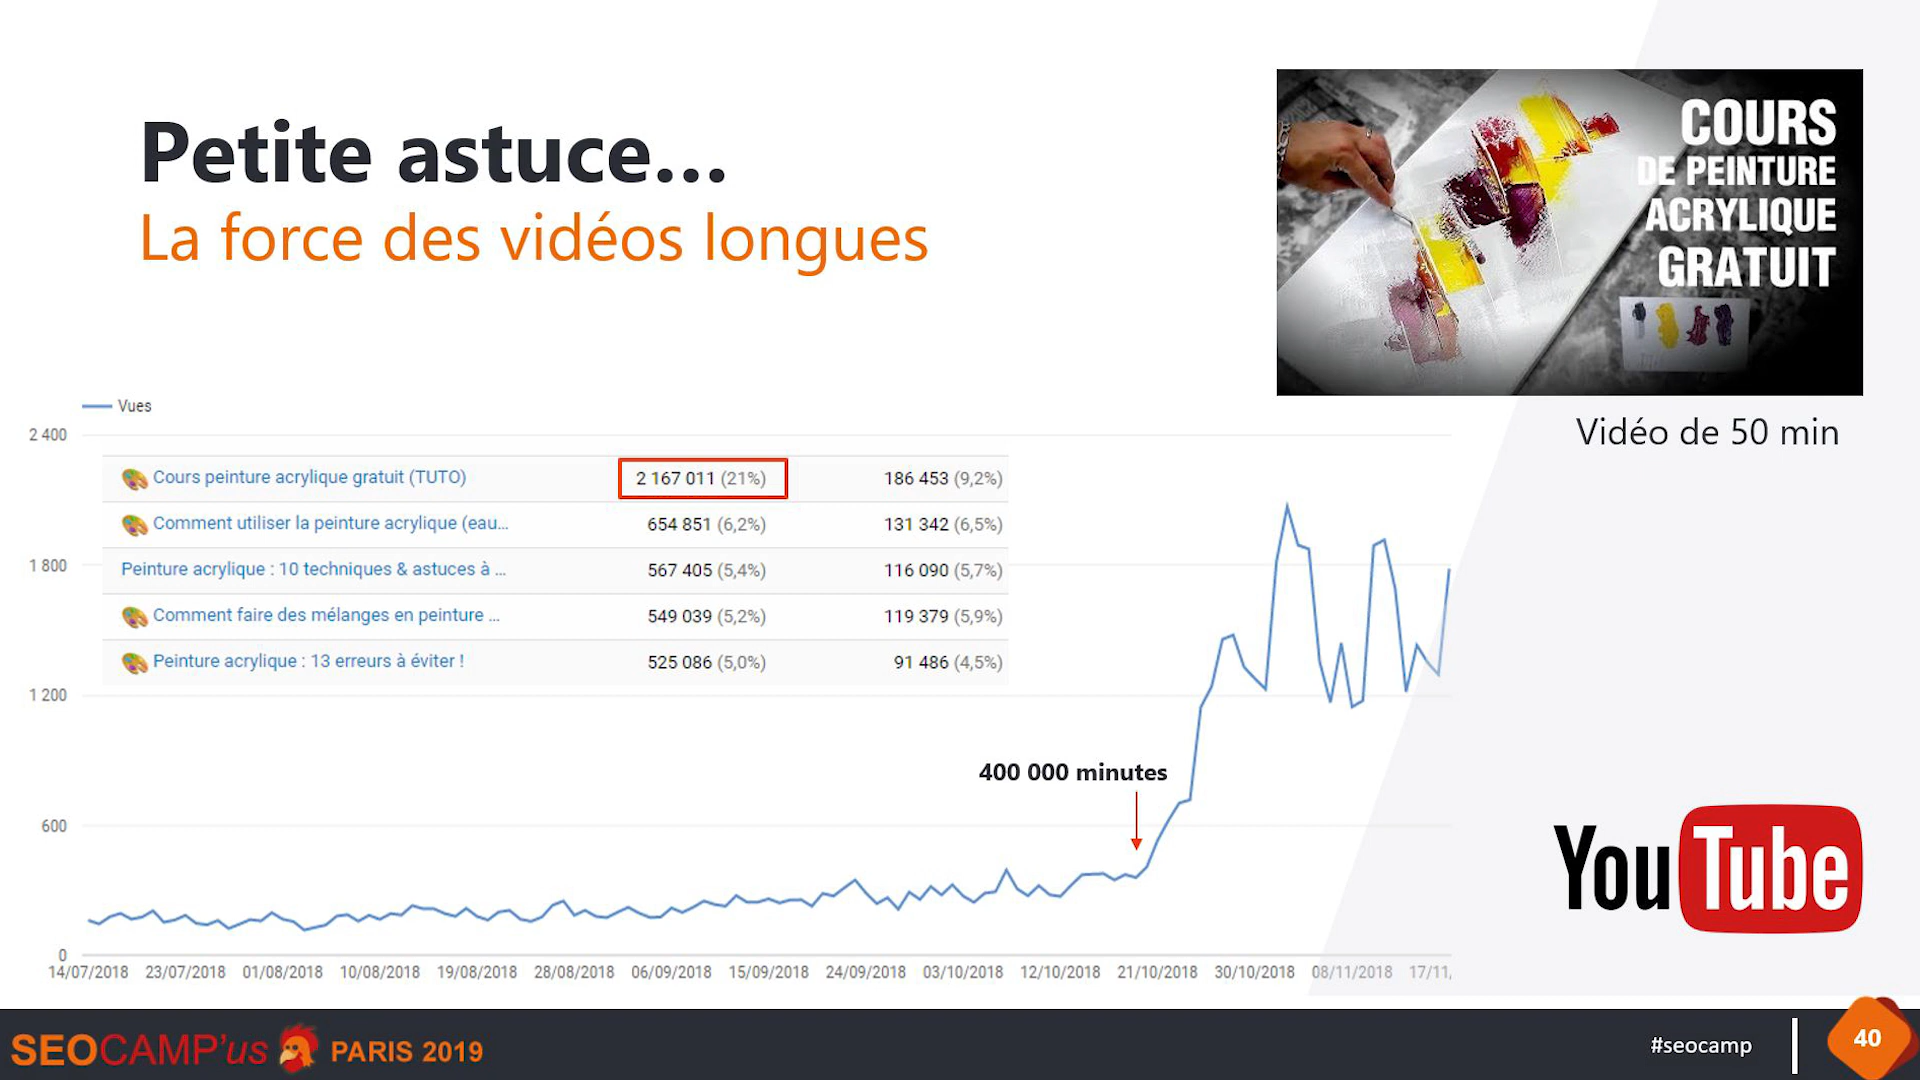 Petite astuce...
La force des vidéos longues
COURS
DE PEINTURE
ACRYLIQUE
GRATUIT
Vidéo de 50 min
Vues
2 400
1 800
1 200
600
0
Cours peinture acrylique gratuit (TUTO) 2 167 011 (21%) 186 453 (9,2%)
Comment utiliser la peinture acrylique (eau... 654 851 (6,2%) 131 342 (6,5%)
Peinture acrylique : 10 techniques & astuces à ... 567 405 (5,4%) 116 090 (5,7%)
Comment faire des mélanges en peinture ... 549 039 (5,2%) 119 379 (5,9%)
Peinture acrylique : 13 erreurs à éviter ! 525 086 (5,0%) 91 486 (4,5%)
400 000 minutes
14/07/2018 23/07/2018 01/08/2018 10/08/2018 19/08/2018 28/08/2018 06/09/2018 15/09/2018 24/09/2018 03/10/2018 12/10/2018 21/10/2018 30/10/2018 08/11/2018 17/11,
YouTube
SEOCAMP'us PARIS 2019
#seocamp
40